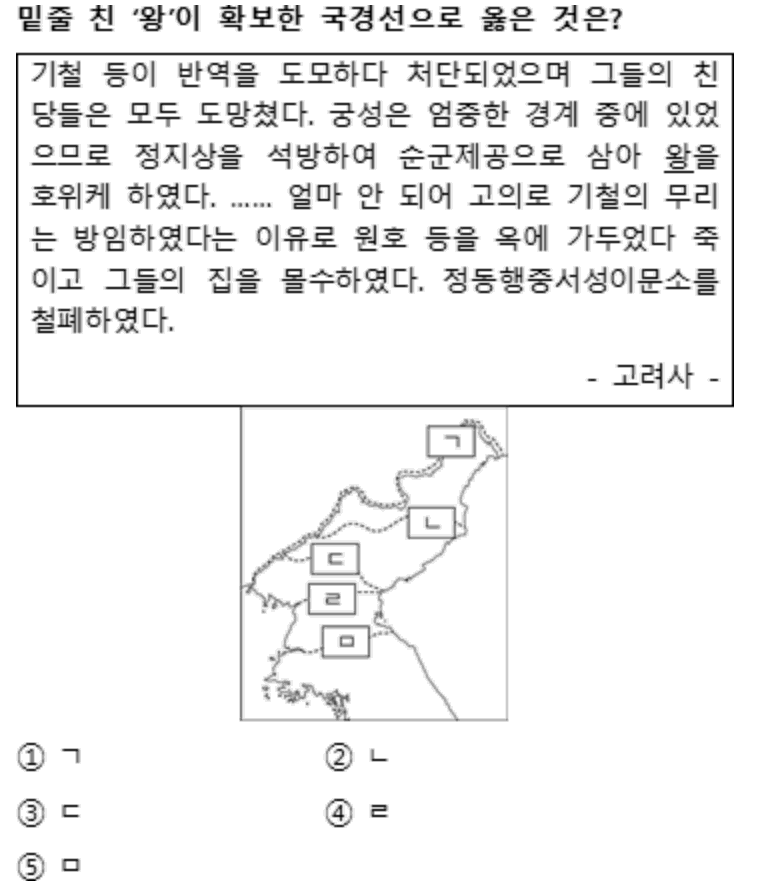 밑줄 친 '왕'이 확보한 국경선으로 옳은 것은?
기철 등이 반역을 도모하다 처단되었으며 그들의 친
당들은 모두 도망쳤다. 궁성은 엄중한 경계 중에 있었
으므로 정지상을 석방하여 순군제공으로 삼아 왕을
호위케 하였다. …… 얼마 안 되어 고의로 기철의 무리
는 방임하였다는 이유로 원호 등을 옥에 가두었다 죽
이고 그들의 집을 몰수하였다. 정동행중서성이문소를
철폐하였다.
- 고려사 -
ㄱ
ㄴ
ㄷ
ㄹ
ㅁ
① ㄱ ② ㄴ
③ ㄷ ④ ㄹ
⑤ ㅁ